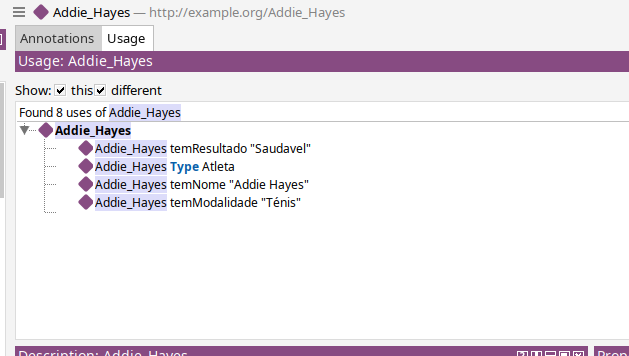 Addie_Hayes — http://example.org/Addie_Hayes
Annotations Usage
Usage: Addie_Hayes
Show: this different
Found 8 uses of Addie_Hayes
Addie_Hayes
Addie_Hayes temResultado "Saudavel"
Addie_Hayes Type Atleta
Addie_Hayes temNome "Addie Hayes"
Addie_Hayes temModalidade "Ténis"
Description: Addie_Hayes